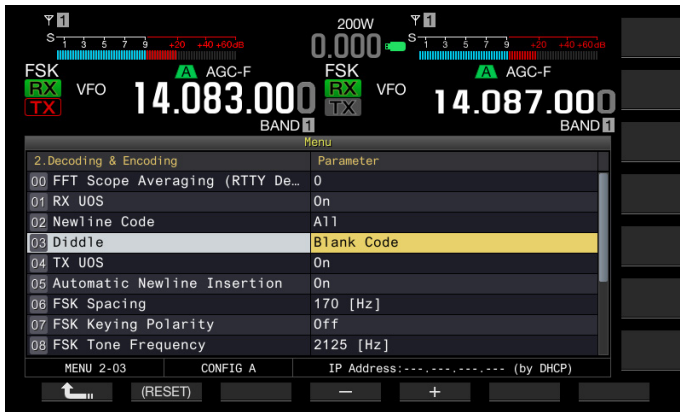 1 200W 1
S 1 3 5 7 9 +20 +40 +60dB 0.000 S 1 3 5 7 9 +20 +40 +60dB
FSK A AGC-F FSK A AGC-F
RX VFO 14.083.000 RX VFO 14.087.000
TX TX
BAND 1 BAND 1
Menu
2.Decoding & Encoding Parameter
00 FFT Scope Averaging (RTTY De… 0
01 RX UOS On
02 Newline Code All
03 Diddle Blank Code
04 TX UOS On
05 Automatic Newline Insertion On
06 FSK Spacing 170 [Hz]
07 FSK Keying Polarity Off
08 FSK Tone Frequency 2125 [Hz]
MENU 2-03 CONFIG A IP Address:---.---.---.--- (by DHCP)
(RESET) − +